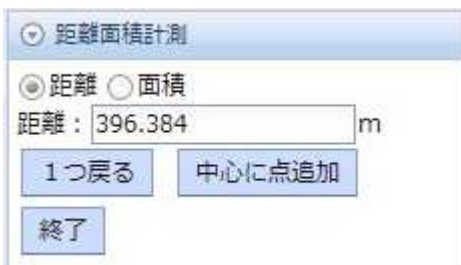 距離面積計測
距離 面積
距離： 396.384 m
1つ戻る 中心に点追加
終了